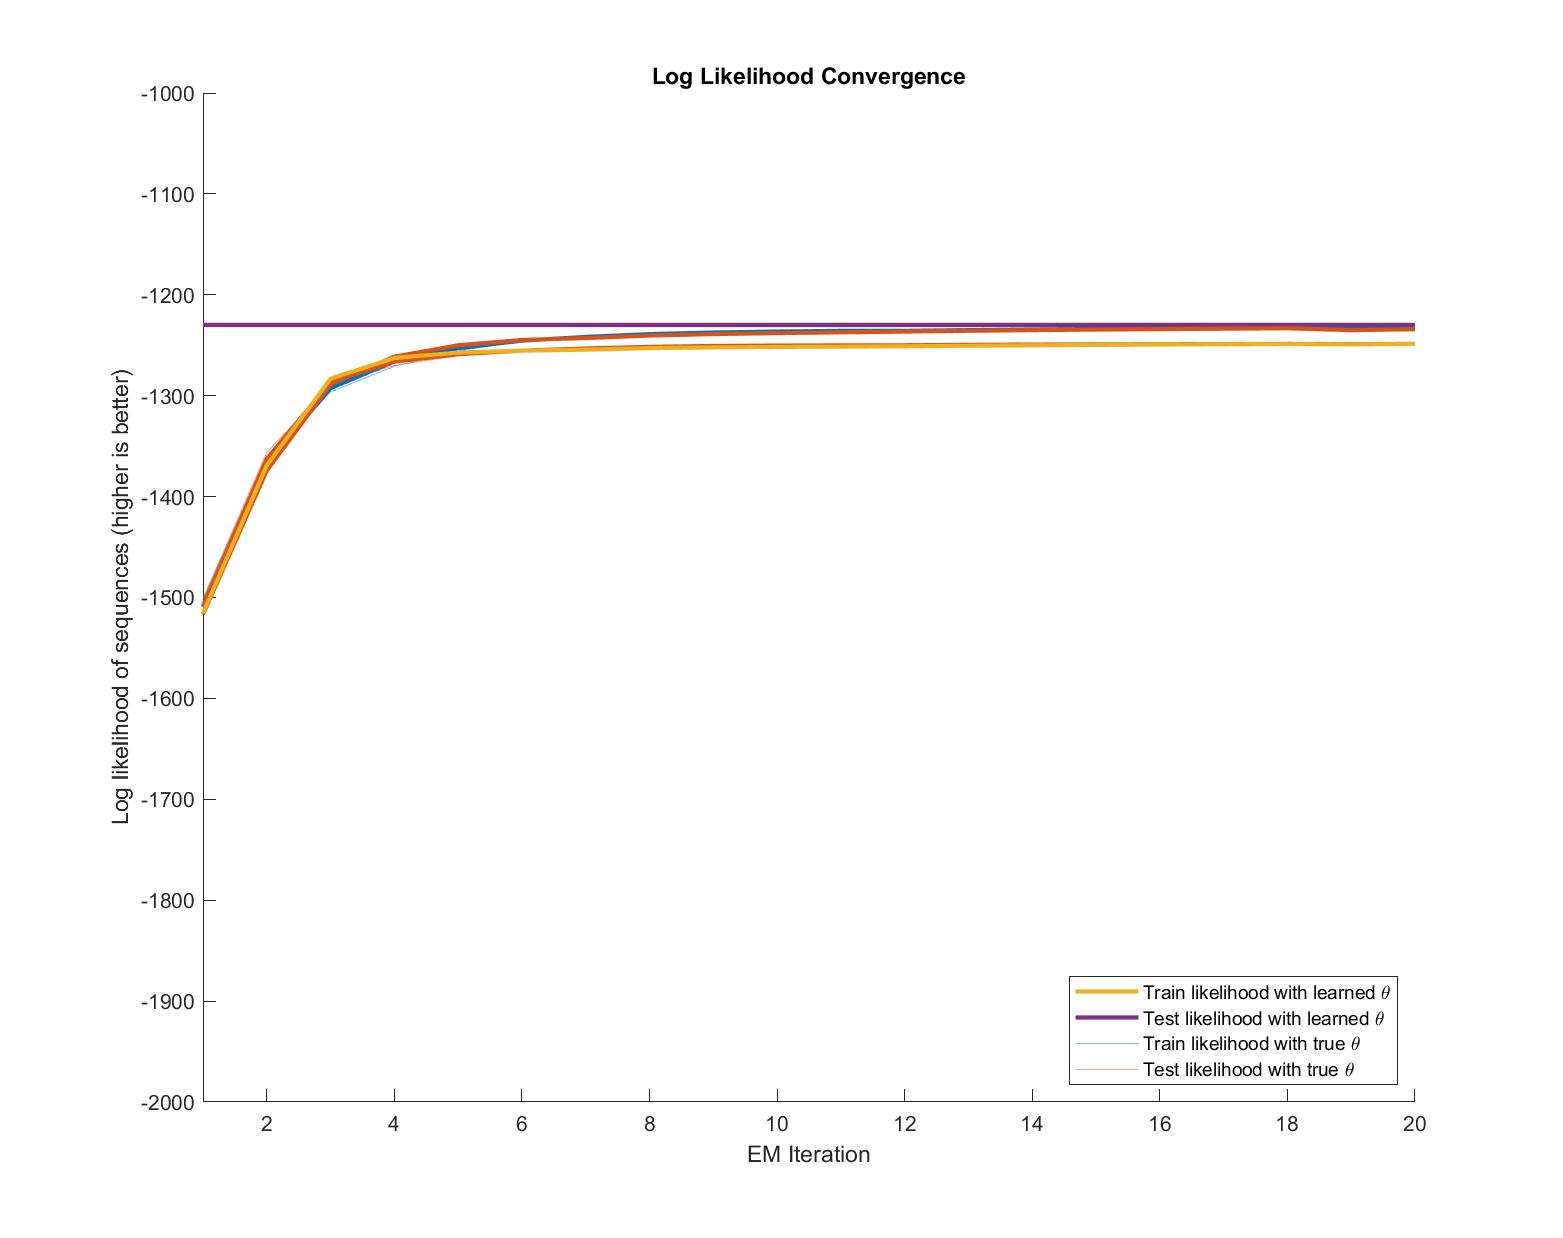 Log Likelihood Convergence
-1000
-1100
-1200
-1300
-1400
-1500
-1600
-1700
-1800
-1900
-2000
Log likelihood of sequences (higher is better)
2 4 6 8 10 12 14 16 18 20
EM Iteration
Train likelihood with learned θ
Test likelihood with learned θ
Train likelihood with true θ
Test likelihood with true θ